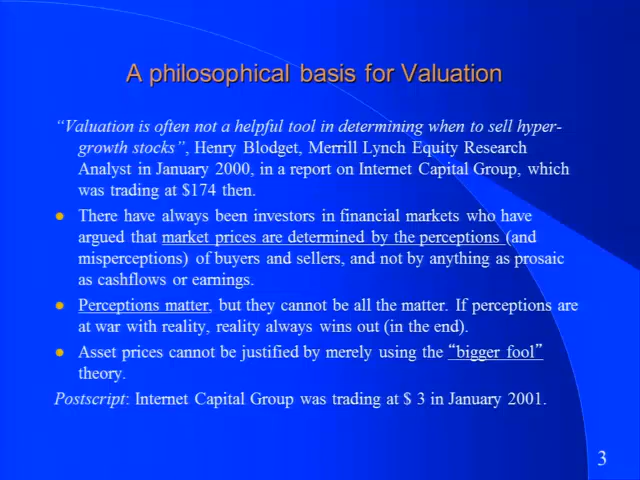 A philosophical basis for Valuation
“Valuation is often not a helpful tool in determining when to sell hyper-
growth stocks”, Henry Blodget, Merrill Lynch Equity Research
Analyst in January 2000, in a report on Internet Capital Group, which
was trading at $174 then.
There have always been investors in financial markets who have
argued that market prices are determined by the perceptions (and
misperceptions) of buyers and sellers, and not by anything as prosaic
as cashflows or earnings.
Perceptions matter, but they cannot be all the matter. If perceptions are
at war with reality, reality always wins out (in the end).
Asset prices cannot be justified by merely using the “bigger fool”
theory.
Postscript: Internet Capital Group was trading at $ 3 in January 2001.
3